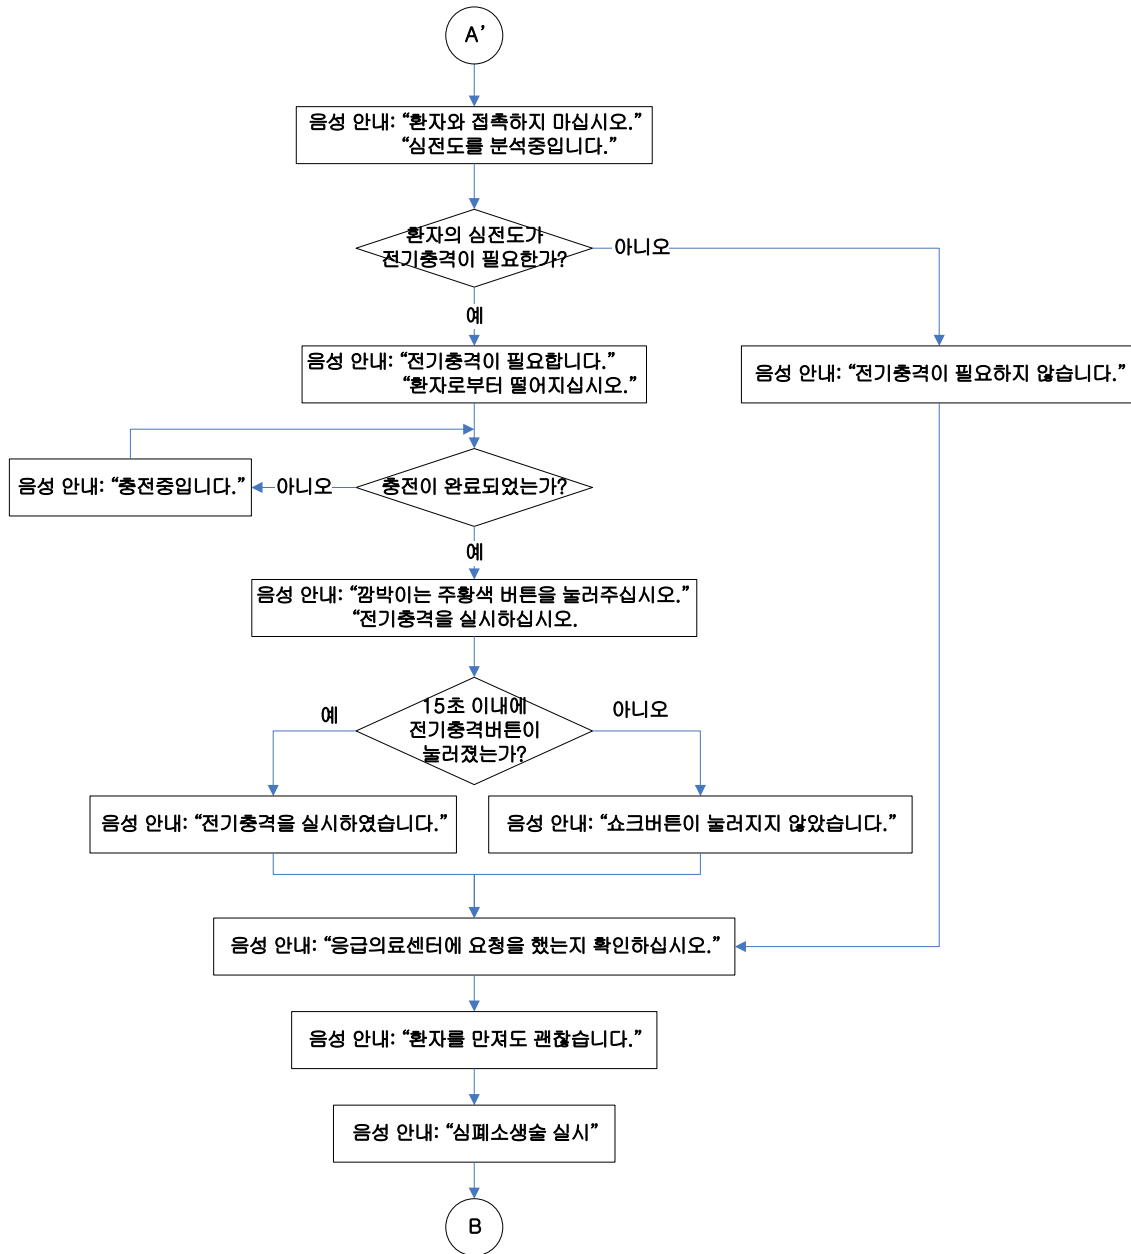 A’
음성 안내: “환자와 접촉하지 마십시오.”
“심전도를 분석중입니다.”
환자의 심전도가
전기충격이 필요한가?
아니오
예
음성 안내: “전기충격이 필요합니다.”
“환자로부터 떨어지십시오.”
음성 안내: “전기충격이 필요하지 않습니다.”
음성 안내: “충전중입니다.”
아니오
충전이 완료되었는가?
예
음성 안내: “깜박이는 주황색 버튼을 눌러주십시오.”
“전기충격을 실시하십시오.
15초 이내에
전기충격버튼이
눌러졌는가?
예
아니오
음성 안내: “전기충격을 실시하였습니다.”
음성 안내: “쇼크버튼이 눌러지지 않았습니다.”
음성 안내: “응급의료센터에 요청을 했는지 확인하십시오.”
음성 안내: “환자를 만져도 괜찮습니다.”
음성 안내: “심폐소생술 실시”
B